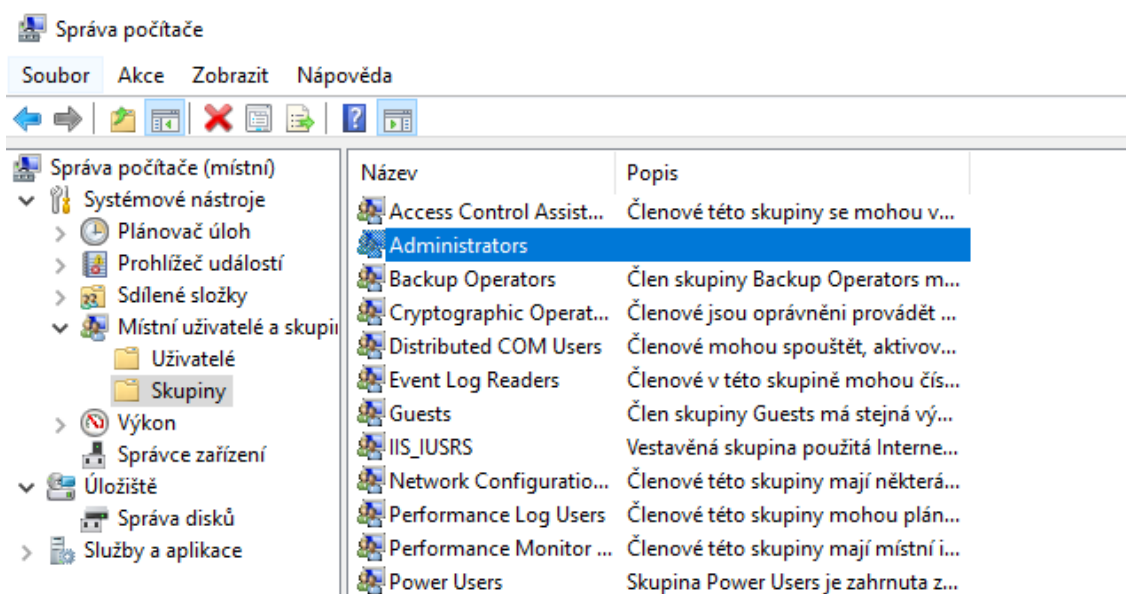 Správa počítače
Soubor Akce Zobrazit Nápověda
Správa počítače (místní)
Systémové nástroje
Plánovač úloh
Prohlížeč událostí
Sdílené složky
Místní uživatelé a skupi
Uživatelé
Skupiny
Výkon
Správce zařízení
Úložiště
Správa disků
Služby a aplikace
Název Popis
Access Control Assist... Členové této skupiny se mohou v...
Administrators
Backup Operators Člen skupiny Backup Operators m...
Cryptographic Operat... Členové jsou oprávněni provádět ...
Distributed COM Users Členové mohou spouštět, aktivov...
Event Log Readers Členové v této skupině mohou čís...
Guests Člen skupiny Guests má stejná vý...
IIS_IUSRS Vestavěná skupina použitá Interne...
Network Configuratio... Členové této skupiny mají některá...
Performance Log Users Členové této skupiny mohou plán...
Performance Monitor ... Členové této skupiny mají místní i...
Power Users Skupina Power Users je zahrnuta z...